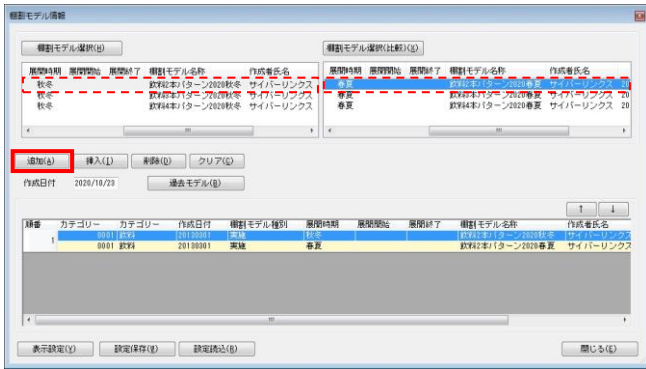 棚割モデル情報
棚割モデル選択(H) 棚割モデル選択(比較)(X)
展開時期 展開開始 展開終了 棚割モデル名称 作成者氏名 展開時期 展開開始 展開終了 棚割モデル名称 作成者氏名
秋冬 飲料2本パターン2020秋冬 サイバーリンクス 春夏 飲料2本パターン2020春夏 サイバーリンクス 20
秋冬 飲料3本パターン2020秋冬 サイバーリンクス 春夏 飲料3本パターン2020春夏 サイバーリンクス 20
秋冬 飲料4本パターン2020秋冬 サイバーリンクス 春夏 飲料4本パターン2020春夏 サイバーリンクス 20
追加(A) 挿入(I) 削除(D) クリア(C)
作成日付 2020/10/23 過去モデル(B)
↑ ↓
順番 カテゴリー カテゴリー 作成日付 棚割モデル種別 展開時期 展開開始 展開終了 棚割モデル名称 作成者氏名
1 0001 飲料 20130301 実施 秋冬 飲料2本パターン2020秋冬 サイバーリンクス
0001 飲料 20130301 実施 春夏 飲料2本パターン2020春夏 サイバーリンクス
表示設定(Y) 設定保存(W) 設定読込(R) 閉じる(E)